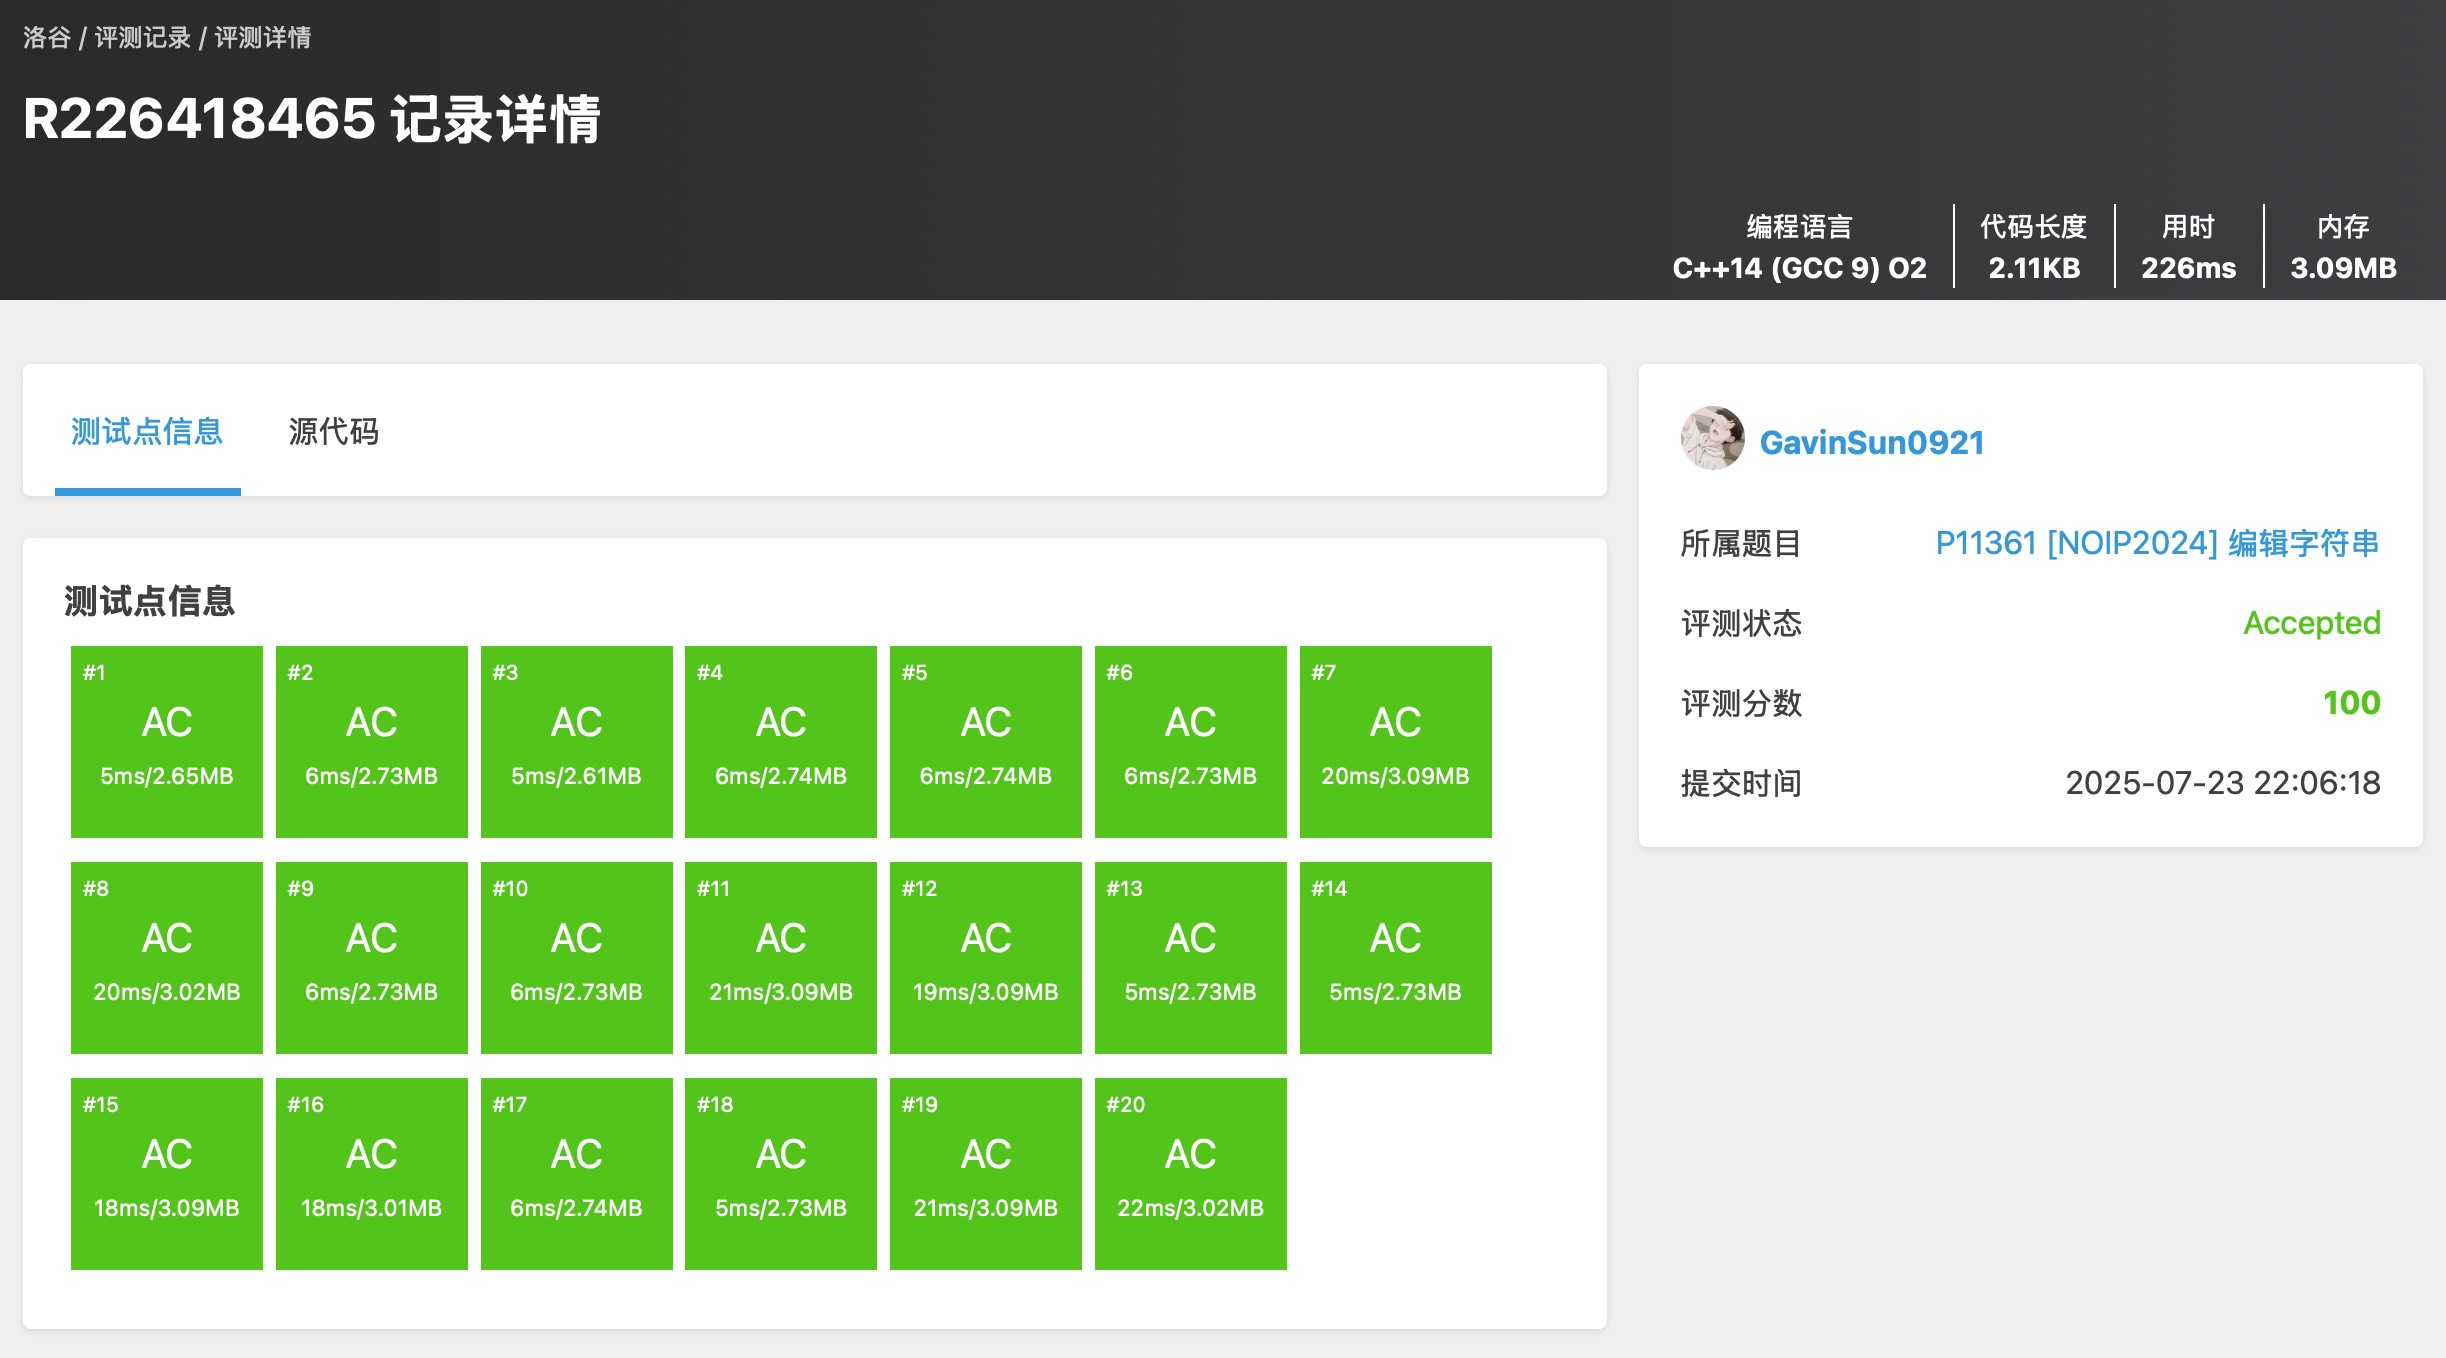 洛谷 / 评测记录 / 评测详情
R226418465 记录详情
编程语言 代码长度 用时 内存
C++14 (GCC 9) O2 2.11KB 226ms 3.09MB
测试点信息 源代码
测试点信息
#1 #2 #3 #4 #5 #6 #7
AC AC AC AC AC AC AC
5ms/2.65MB 6ms/2.73MB 5ms/2.61MB 6ms/2.74MB 6ms/2.74MB 6ms/2.73MB 20ms/3.09MB
#8 #9 #10 #11 #12 #13 #14
AC AC AC AC AC AC AC
20ms/3.02MB 6ms/2.73MB 6ms/2.73MB 21ms/3.09MB 19ms/3.09MB 5ms/2.73MB 5ms/2.73MB
#15 #16 #17 #18 #19 #20
AC AC AC AC AC AC
18ms/3.09MB 18ms/3.01MB 6ms/2.74MB 5ms/2.73MB 21ms/3.09MB 22ms/3.02MB
GavinSun0921
所属题目 P11361 [NOIP2024] 编辑字符串
评测状态 Accepted
评测分数 100
提交时间 2025-07-23 22:06:18